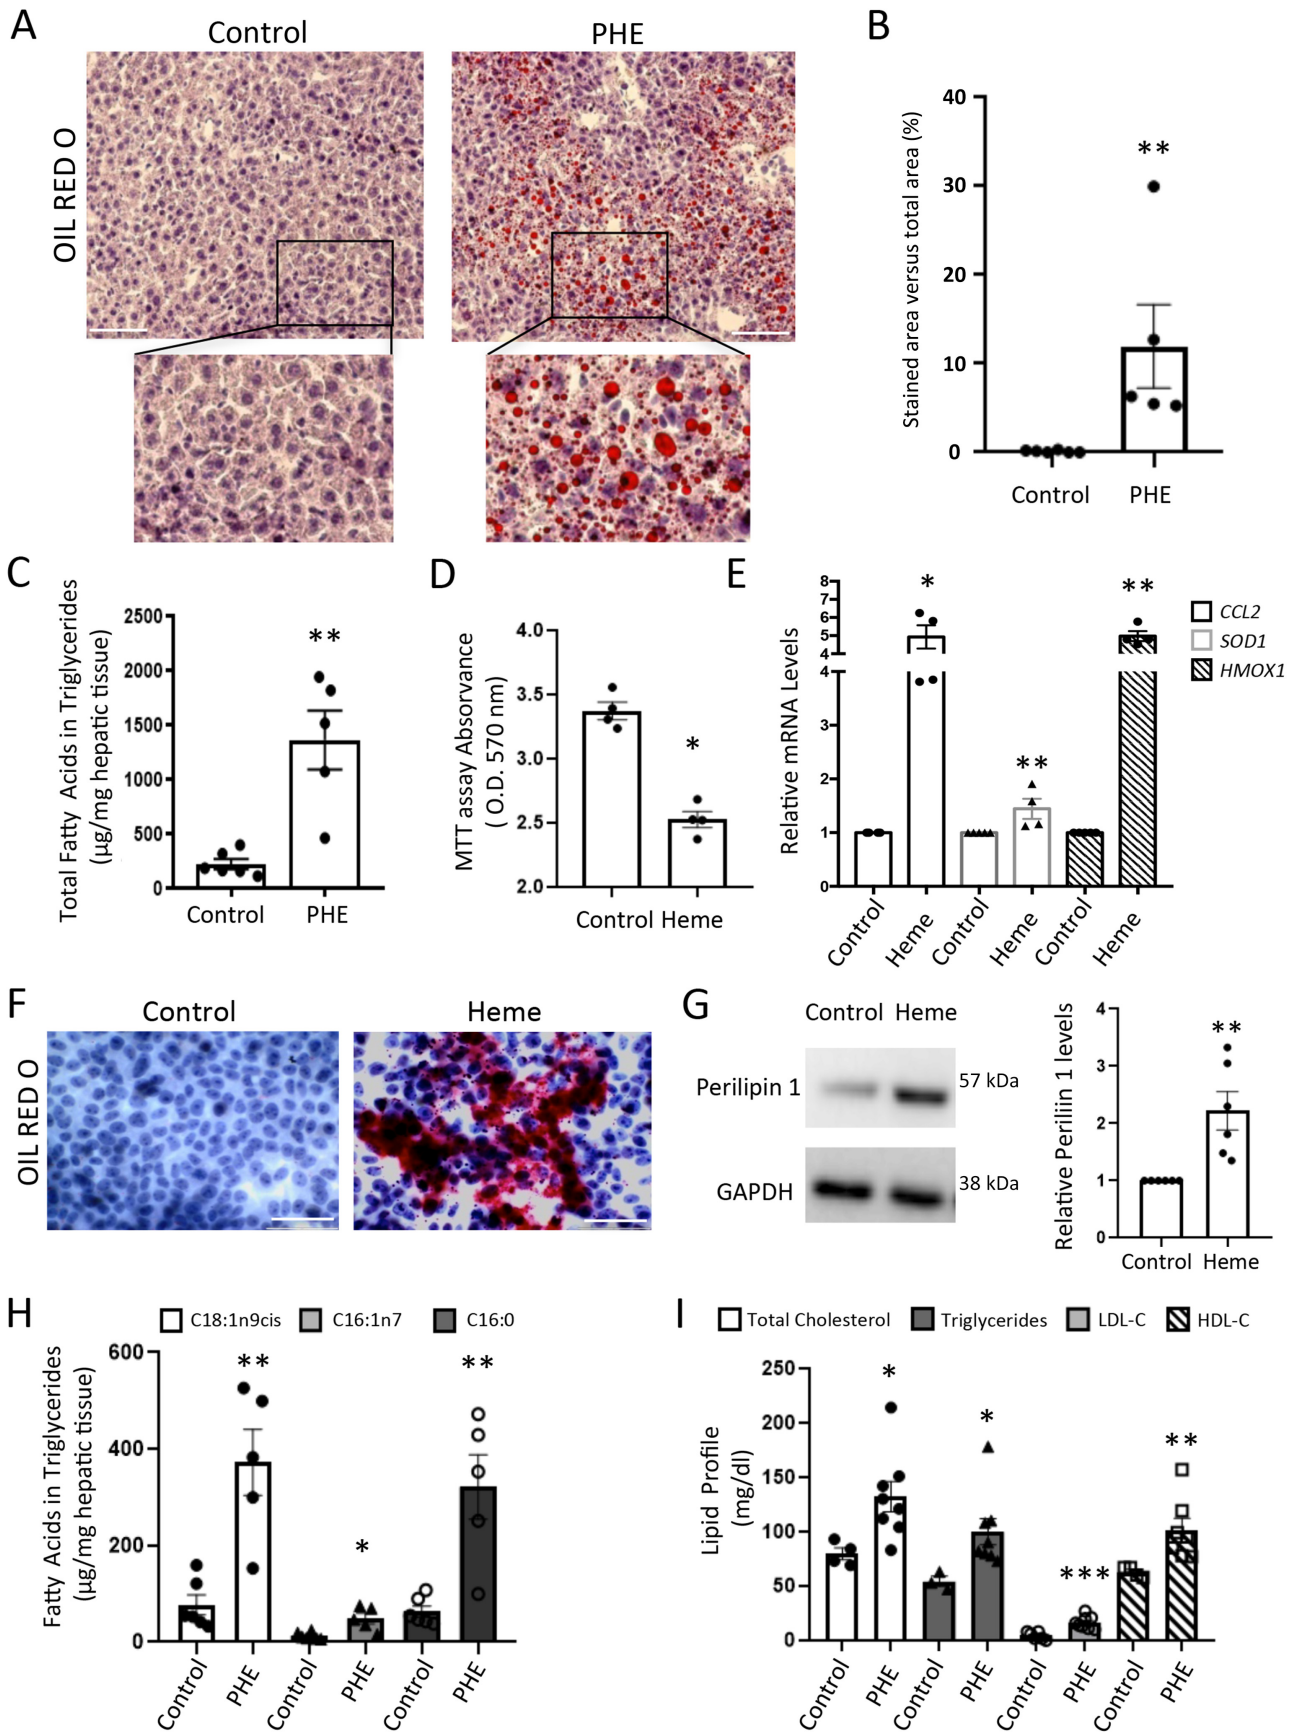 A
Control
PHE
OIL RED O
B
Stained area versus total area (%)
40
30
20
10
0
**
Control
PHE
C
Total Fatty Acids in Triglycerides
(µg/mg hepatic tissue)
2500
2000
1500
1000
500
0
**
Control
PHE
D
MTT assay Absorvance
( O.D. 570 nm)
4.0
3.5
3.0
2.5
2.0
*
Control Heme
E
Relative mRNA Levels
8
7
6
5
4
4
3
2
1
0
*
**
**
Control
Heme
Control
Heme
Control
Heme
CCL2
SOD1
HMOX1
F
Control
Heme
OIL RED O
G
Control Heme
Perilipin 1
57 kDa
GAPDH
38 kDa
Relative Periliin 1 levels
4
3
2
1
0
**
Control
Heme
H
C18:1n9cis
C16:1n7
C16:0
Fatty Acids in Triglycerides
(µg/mg hepatic tissue)
600
400
200
0
**
*
**
Control
PHE
Control
PHE
Control
PHE
I
Total Cholesterol
Triglycerides
LDL-C
HDL-C
Lipid Profile
(mg/dl)
250
200
150
100
50
0
*
*
***
**
Control
PHE
Control
PHE
Control
PHE
Control
PHE